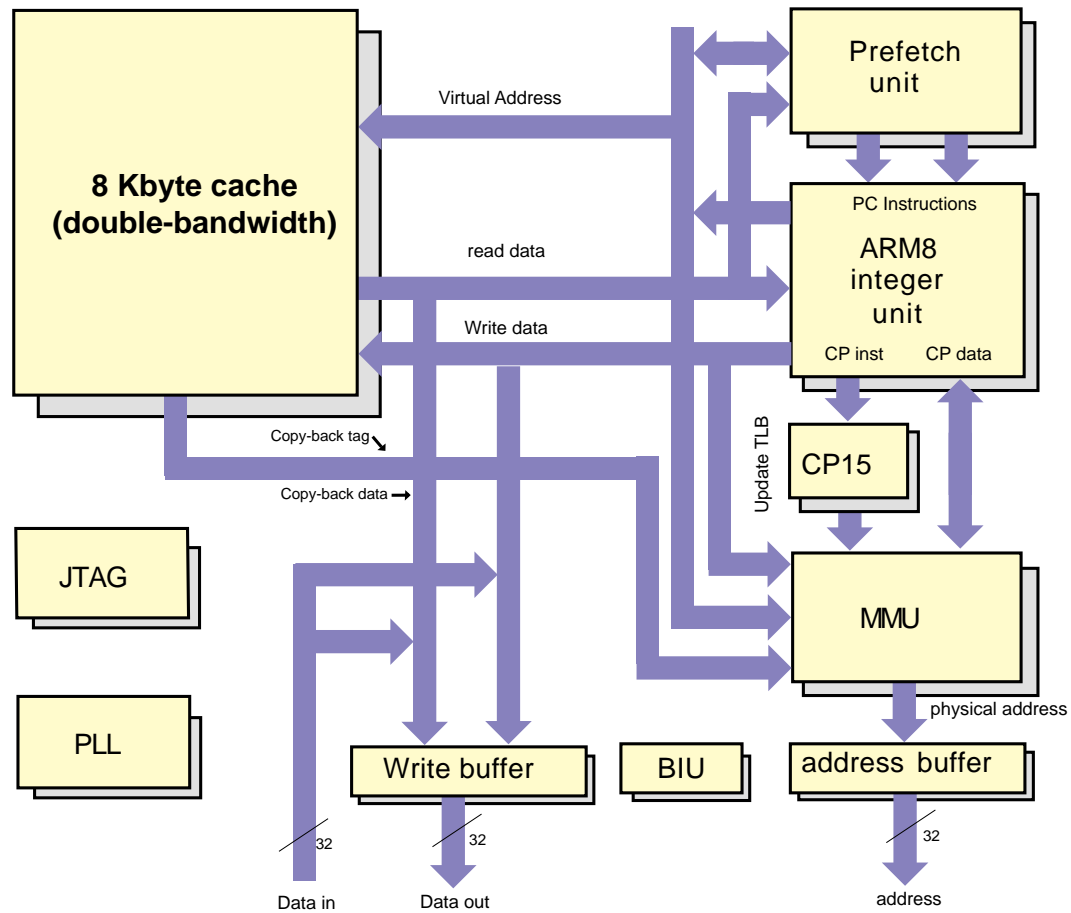 Prefetch
unit
Virtual Address
8 Kbyte cache
(double-bandwidth)
PC Instructions
read data
ARM8
integer
unit
Write data
CP inst
CP data
Copy-back tag
Update TLB
CP15
Copy-back data
JTAG
MMU
physical address
PLL
Write buffer
BIU
address buffer
32
32
32
Data in
Data out
address